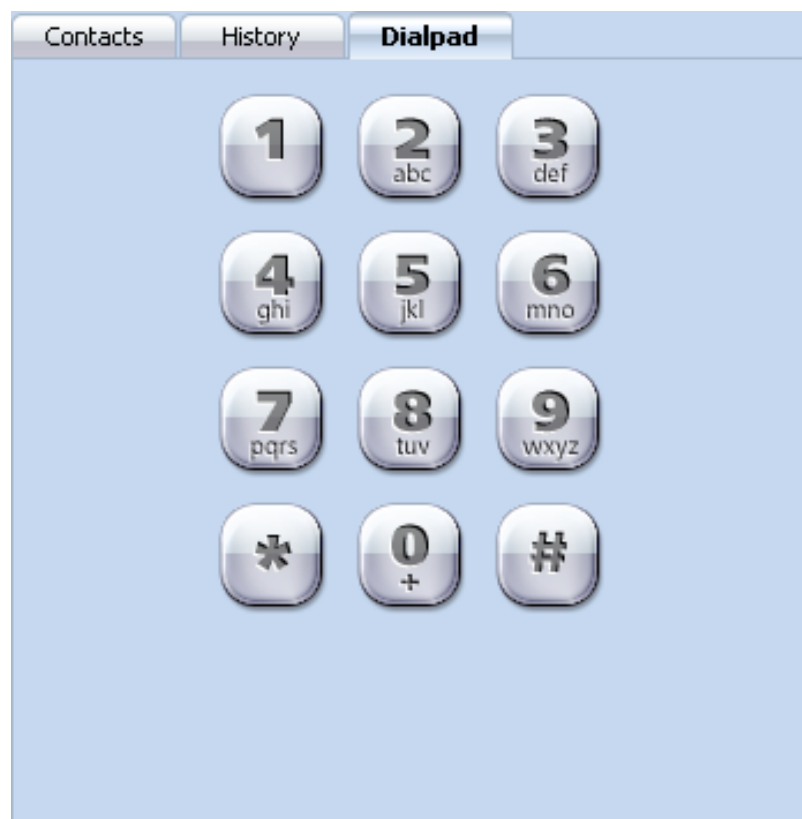 Contacts History Dialpad
1 2 3
abc def
4 5 6
ghi jkl mno
7 8 9
pqrs tuv wxyz
* 0 #
+